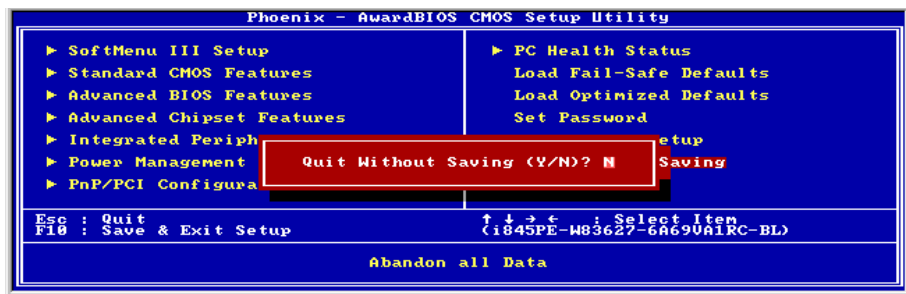 Phoenix - AwardBIOS CMOS Setup Utility
► SoftMenu III Setup
► Standard CMOS Features
► Advanced BIOS Features
► Advanced Chipset Features
► Integrated Periph
► Power Management
► PnP/PCI Configura
► PC Health Status
Load Fail-Safe Defaults
Load Optimized Defaults
Set Password
etup
Saving
Quit Without Saving (Y/N)? N
Esc : Quit
F10 : Save & Exit Setup
↑ ↓ → ← : Select Item
(i845PE-W83627-6A69VA1RC-BL)
Abandon all Data